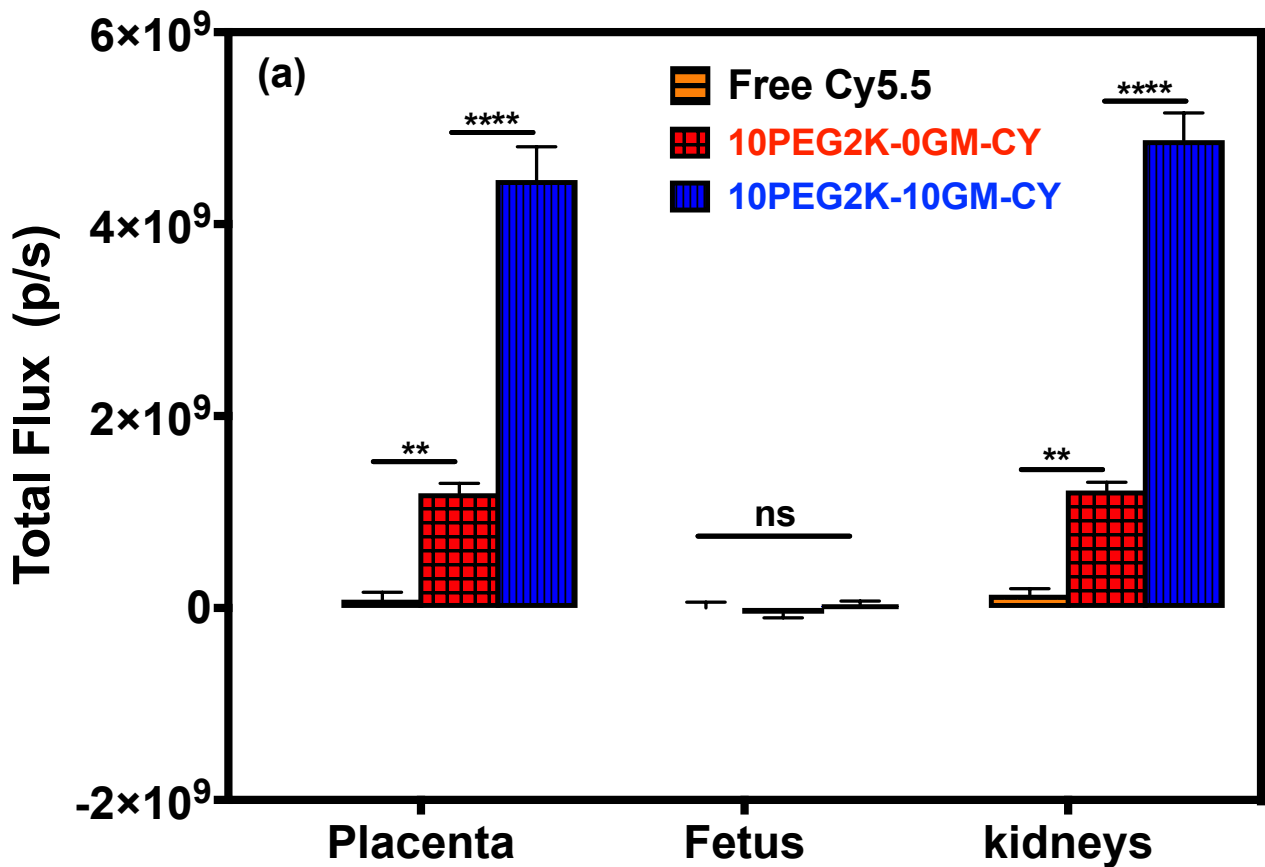 (a)
Free Cy5.5
10PEG2K-0GM-CY
10PEG2K-10GM-CY
Total Flux (p/s)
6×10⁹
4×10⁹
2×10⁹
0
-2×10⁹
****
**
ns
****
**
Placenta Fetus kidneys